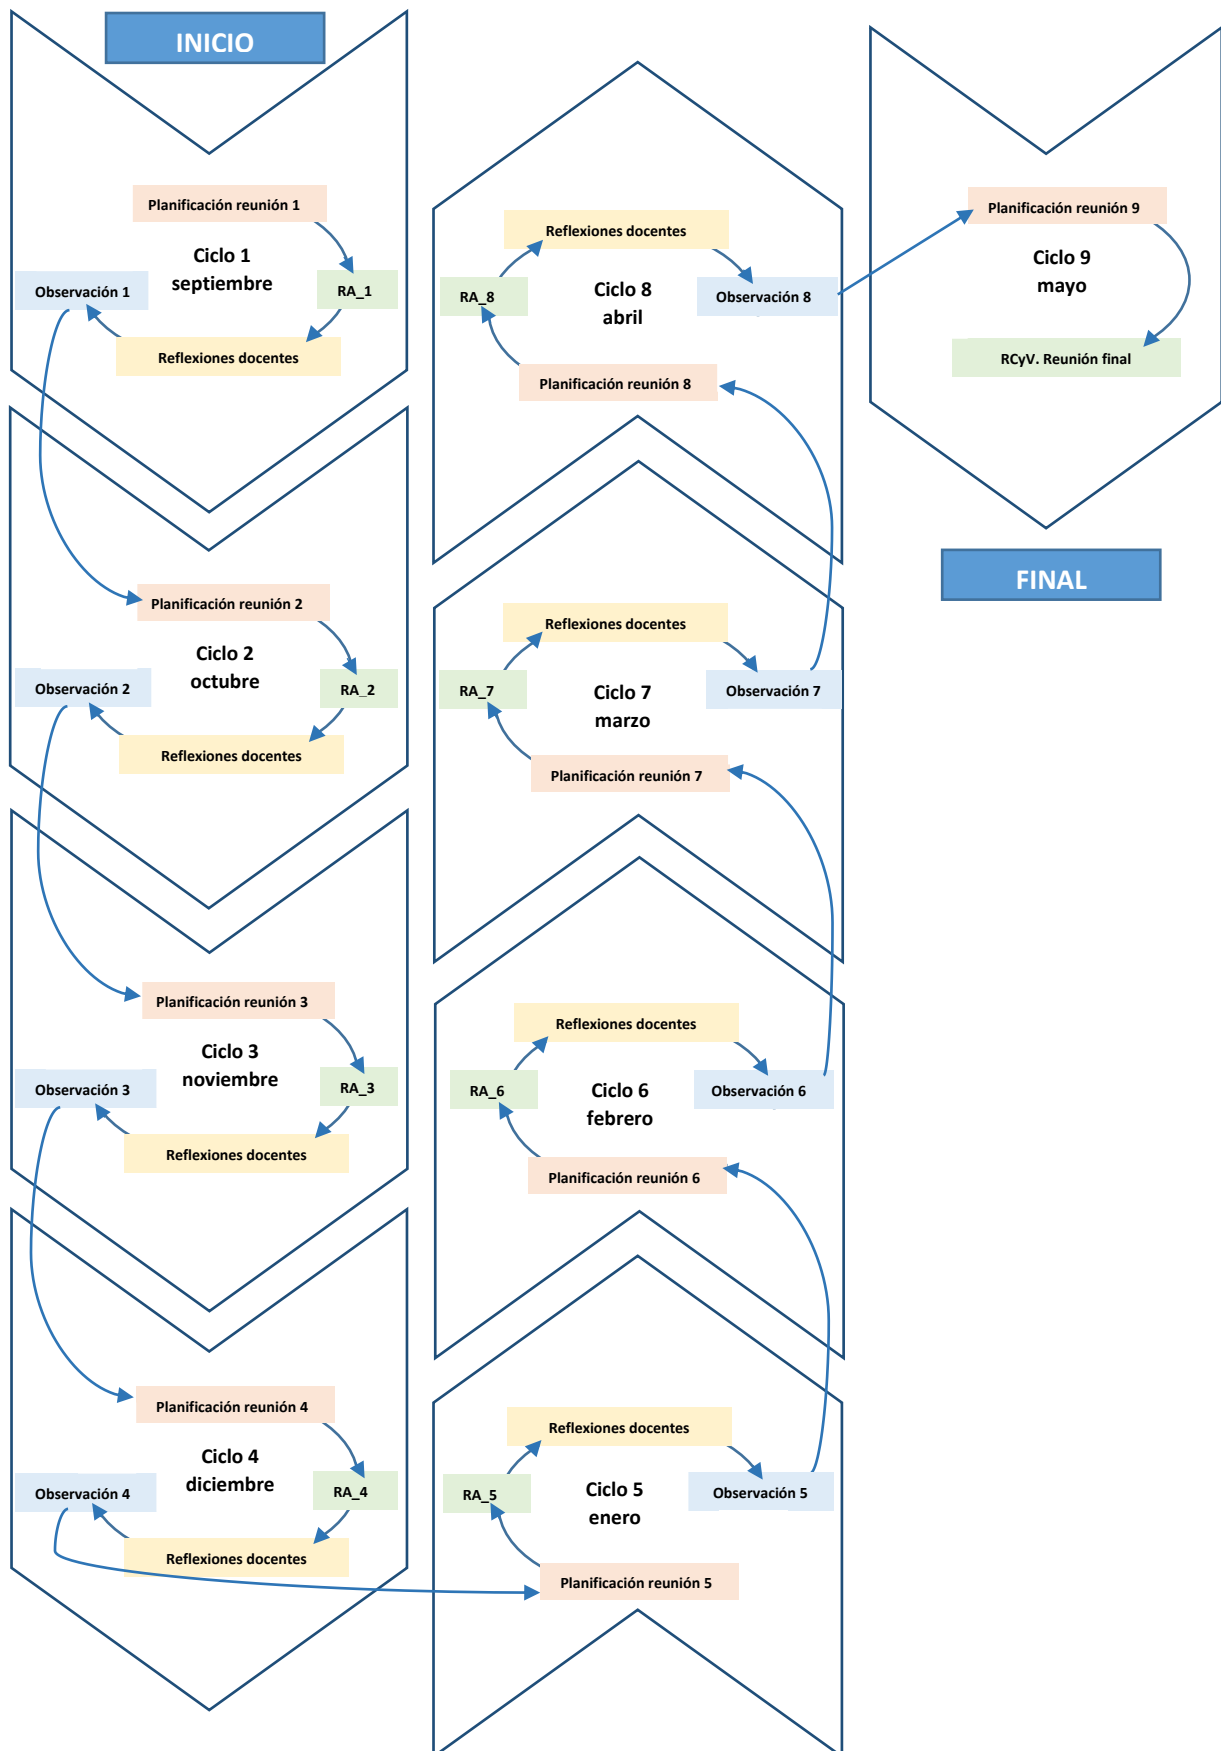 INICIO
Planificación reunión 1
Ciclo 1
septiembre
Observación 1
RA_1
Reflexiones docentes
Planificación reunión 2
Ciclo 2
octubre
Observación 2
RA_2
Reflexiones docentes
Planificación reunión 3
Ciclo 3
noviembre
Observación 3
RA_3
Reflexiones docentes
Planificación reunión 4
Ciclo 4
diciembre
Observación 4
RA_4
Reflexiones docentes
Reflexiones docentes
RA_5
Ciclo 5
enero
Observación 5
Planificación reunión 5
Reflexiones docentes
RA_6
Ciclo 6
febrero
Observación 6
Planificación reunión 6
Reflexiones docentes
RA_7
Ciclo 7
marzo
Observación 7
Planificación reunión 7
Reflexiones docentes
RA_8
Ciclo 8
abril
Observación 8
Planificación reunión 8
Planificación reunión 9
Ciclo 9
mayo
RCyV. Reunión final
FINAL